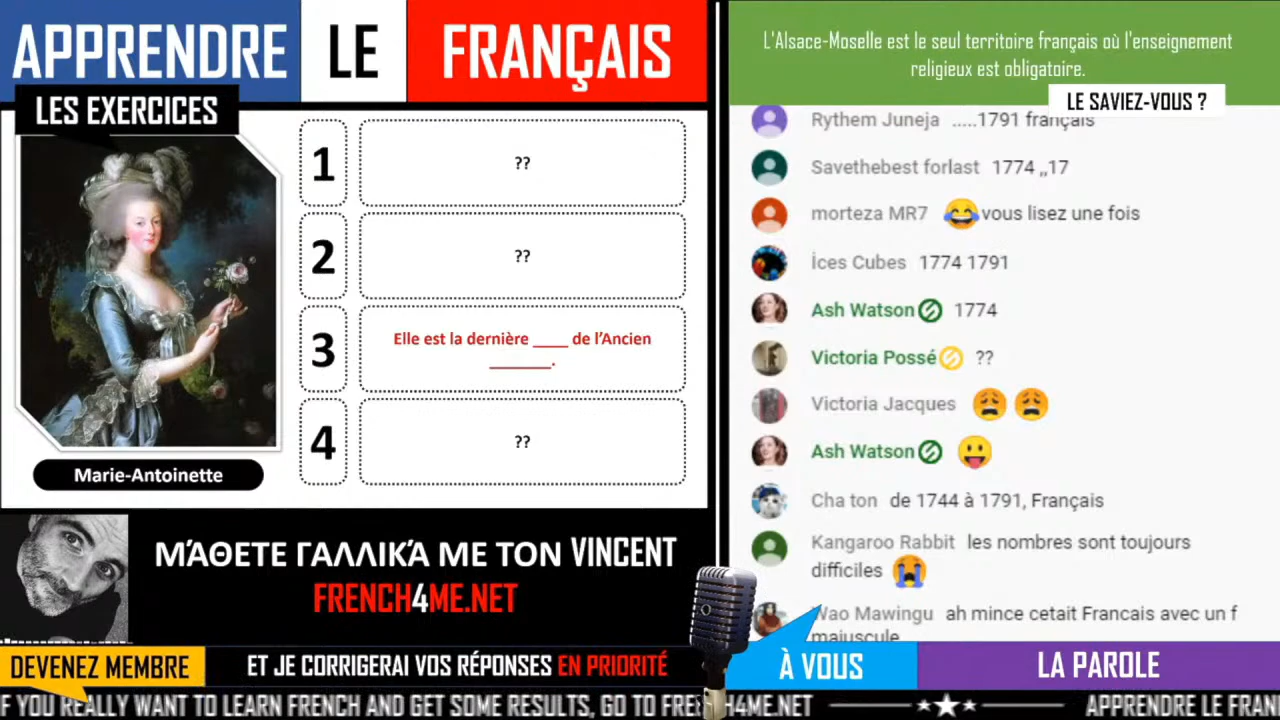 APPRENDRE LE FRANÇAIS
LES EXERCICES
1
??
2
??
3
Elle est la dernière ____ de l'Ancien
_______.
4
??
Marie-Antoinette
ΜΆΘΕΤΕ ΓΑΛΛΙΚΆ ΜΕ ΤΟΝ VINCENT
FRENCH4ME.NET
DEVENEZ MEMBRE
ET JE CORRIGERAI VOS RÉPONSES EN PRIORITÉ
L'Alsace-Moselle est le seul territoire français où l'enseignement
religieux est obligatoire.
LE SAVIEZ-VOUS ?
Rythem Juneja .....1791 français
Savethebest forlast 1774 ,,17
morteza MR7 😂vous lisez une fois
İces Cubes 1774 1791
Ash Watson 1774
Victoria Possé ??
Victoria Jacques 😩 😩
Ash Watson 😛
Cha ton de 1744 à 1791, Français
Kangaroo Rabbit les nombres sont toujours
difficiles 😭
Wao Mawingu ah mince cetait Francais avec un f
majuscule
À VOUS
LA PAROLE
F YOU REALLY WANT TO LEARN FRENCH AND GET SOME RESULTS, GO TO FRENCH4ME.NET
APPRENDRE LE FRAN